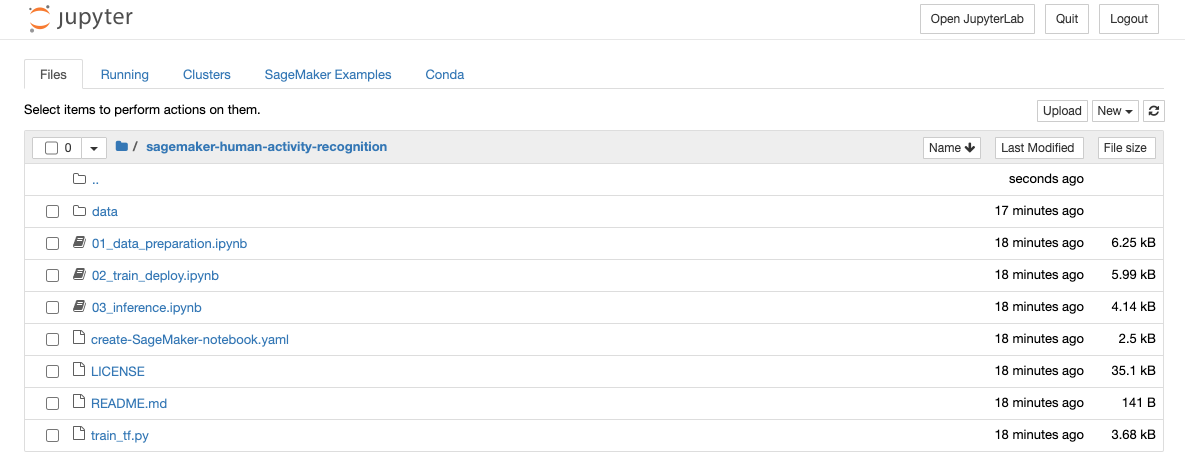 jupyter
Open JupyterLab Quit Logout
Files Running Clusters SageMaker Examples Conda
Select items to perform actions on them.
Upload New
0 / sagemaker-human-activity-recognition Name Last Modified File size
.. seconds ago
data 17 minutes ago
01_data_preparation.ipynb 18 minutes ago 6.25 kB
02_train_deploy.ipynb 18 minutes ago 5.99 kB
03_inference.ipynb 18 minutes ago 4.14 kB
create-SageMaker-notebook.yaml 18 minutes ago 2.5 kB
LICENSE 18 minutes ago 35.1 kB
README.md 18 minutes ago 141 B
train_tf.py 18 minutes ago 3.68 kB